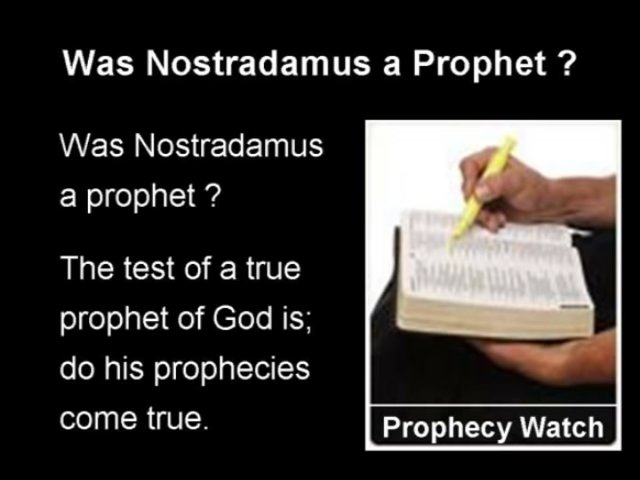 Was Nostradamus a Prophet ?
Was Nostradamus
a prophet ?
The test of a true
prophet of God is;
do his prophecies
come true.
Prophecy Watch